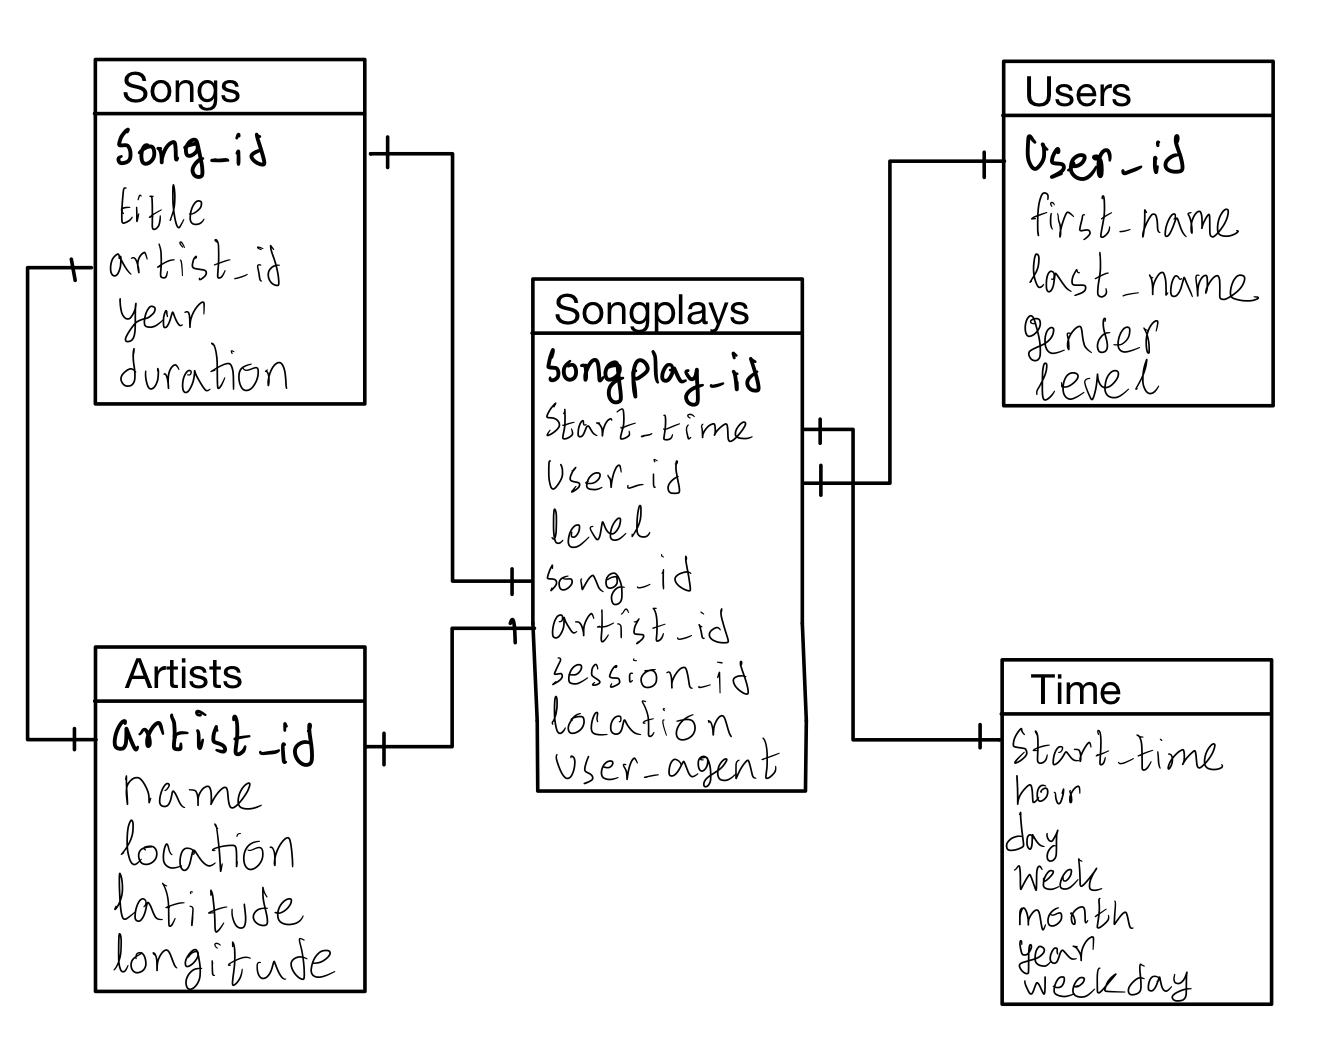 Songs
song_id
title
artist_id
year
duration
Users
user_id
first_name
last_name
gender
level
Songplays
songplay_id
start_time
user_id
level
song_id
artist_id
session_id
location
user_agent
Artists
artist_id
name
location
latitude
longitude
Time
start_time
hour
day
week
month
year
weekday